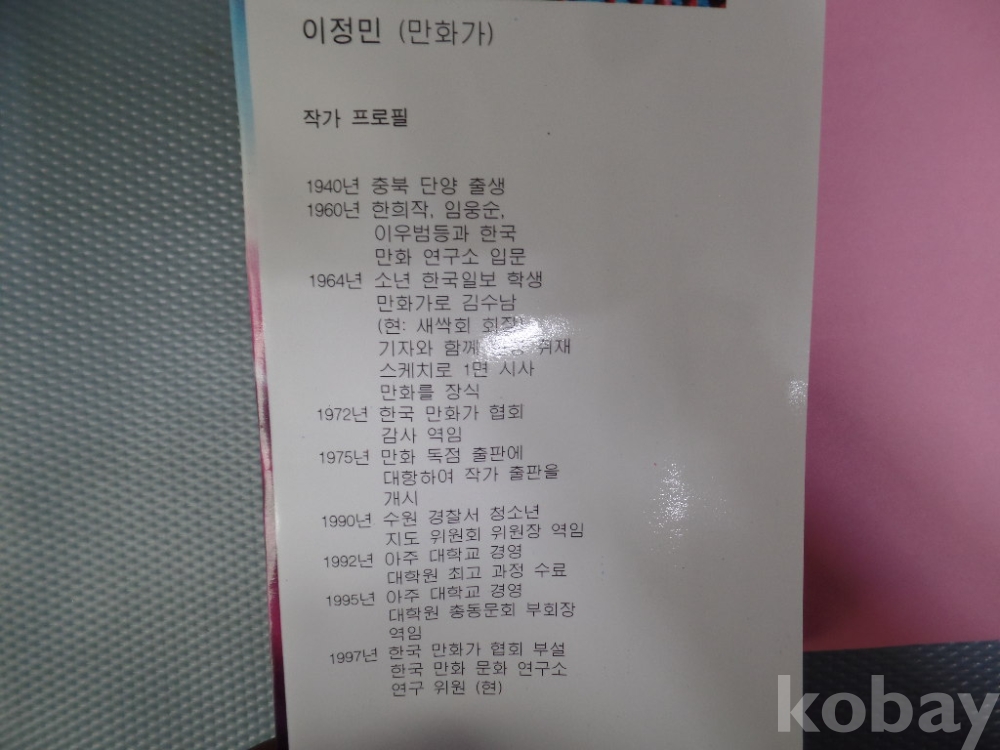 이정민 (만화가)
작가 프로필
1940년 충북 단양 출생
1960년 한희작, 임웅순,
이우범등과 한국
만화 연구소 입문
1964년 소년 한국일보 학생
만화가로 김수남
(현: 새싹회 회장)
기자와 함께 취재
스케치로 1면 시사
만화를 장식
1972년 한국 만화가 협회
감사 역임
1975년 만화 독점 출판에
대항하여 작가 출판을
개시
1990년 수원 경찰서 청소년
지도 위원회 위원장 역임
1992년 아주 대학교 경영
대학원 최고 과정 수료
1995년 아주 대학교 경영
대학원 총동문회 부회장
역임
1997년 한국 만화가 협회 부설
한국 만화 문화 연구소
연구 위원 (현)
kobay